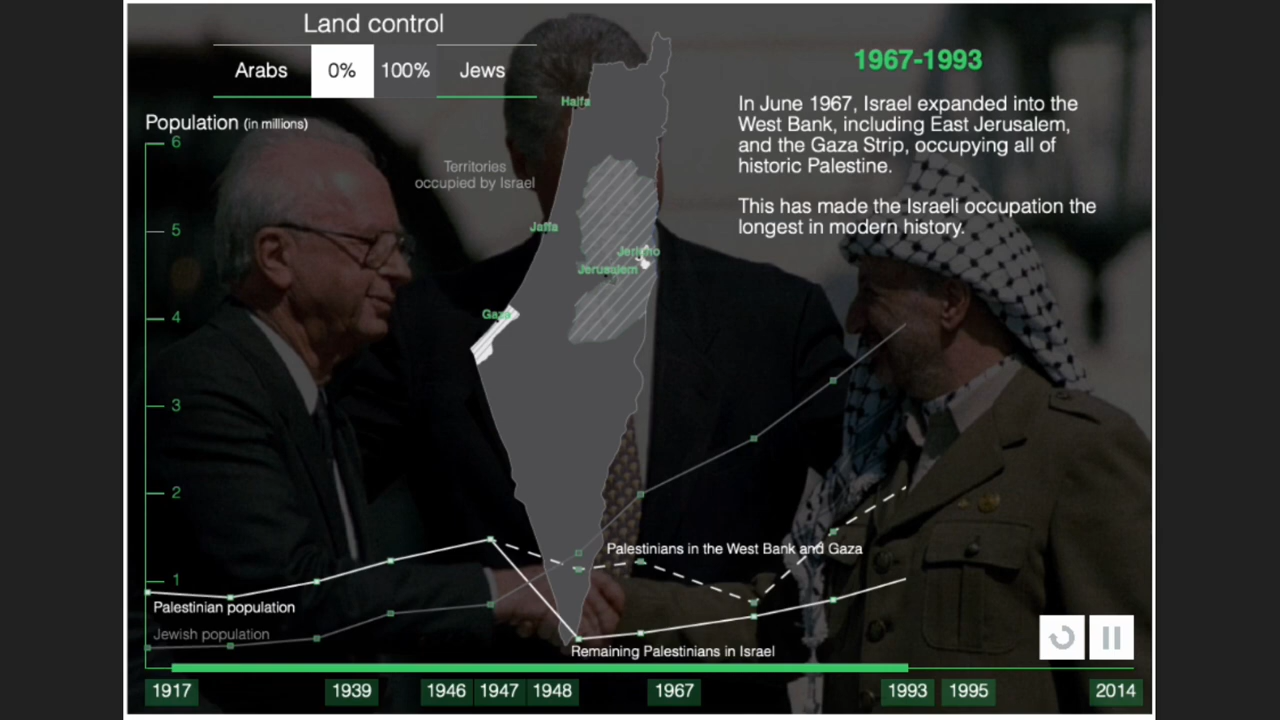 Land control
Arabs 0% 100% Jews
1967-1993
In June 1967, Israel expanded into the
West Bank, including East Jerusalem,
and the Gaza Strip, occupying all of
historic Palestine.
This has made the Israeli occupation the
longest in modern history.
Population (in millions)
6
5
4
3
2
1
Haifa
Territories
occupied by Israel
Jaffa
Jericho
Jerusalem
Gaza
Palestinians in the West Bank and Gaza
Palestinian population
Jewish population
Remaining Palestinians in Israel
1917 1939 1946 1947 1948 1967 1993 1995 2014